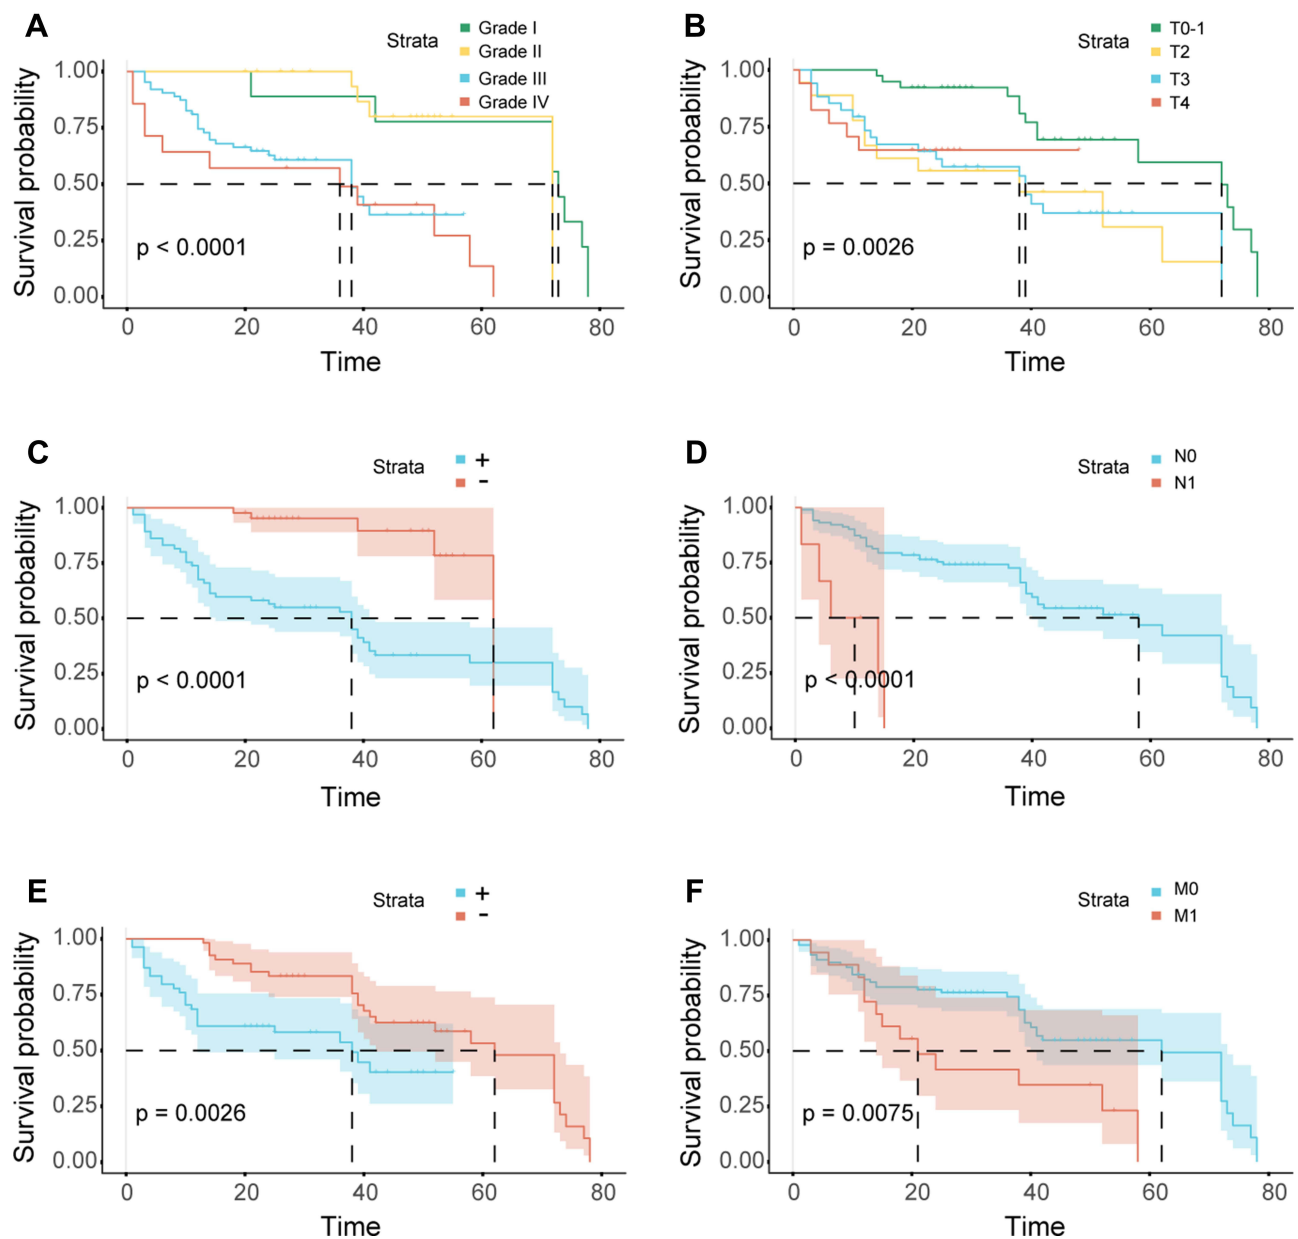 A
Strata
Grade I
Grade II
Grade III
Grade IV
Survival probability
1.00
0.75
0.50
0.25
0.00
p < 0.0001
0 20 40 60 80
Time
B
Strata
T0-1
T2
T3
T4
Survival probability
1.00
0.75
0.50
0.25
0.00
p = 0.0026
0 20 40 60 80
Time
C
Strata
+
-
Survival probability
1.00
0.75
0.50
0.25
0.00
p < 0.0001
0 20 40 60 80
Time
D
Strata
N0
N1
Survival probability
1.00
0.75
0.50
0.25
0.00
p < 0.0001
0 20 40 60 80
Time
E
Strata
+
-
Survival probability
1.00
0.75
0.50
0.25
0.00
p = 0.0026
0 20 40 60 80
Time
F
Strata
M0
M1
Survival probability
1.00
0.75
0.50
0.25
0.00
p = 0.0075
0 20 40 60 80
Time